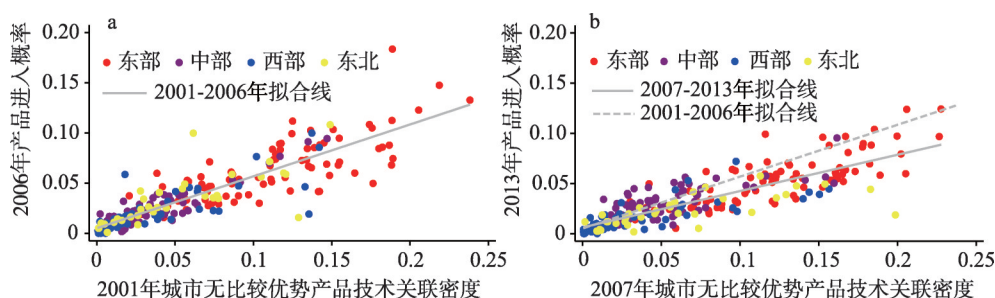 a
0.20
0.15
0.10
0.05
0
2006年产品进入概率
东部 中部 西部 东北
2001-2006年拟合线
0 0.05 0.1 0.15 0.2 0.25
2001年城市无比较优势产品技术关联密度
b
0.20
0.15
0.10
0.05
0
2013年产品进入概率
东部 中部 西部 东北
2007-2013年拟合线
2001-2006年拟合线
0 0.05 0.1 0.15 0.2 0.25
2007年城市无比较优势产品技术关联密度